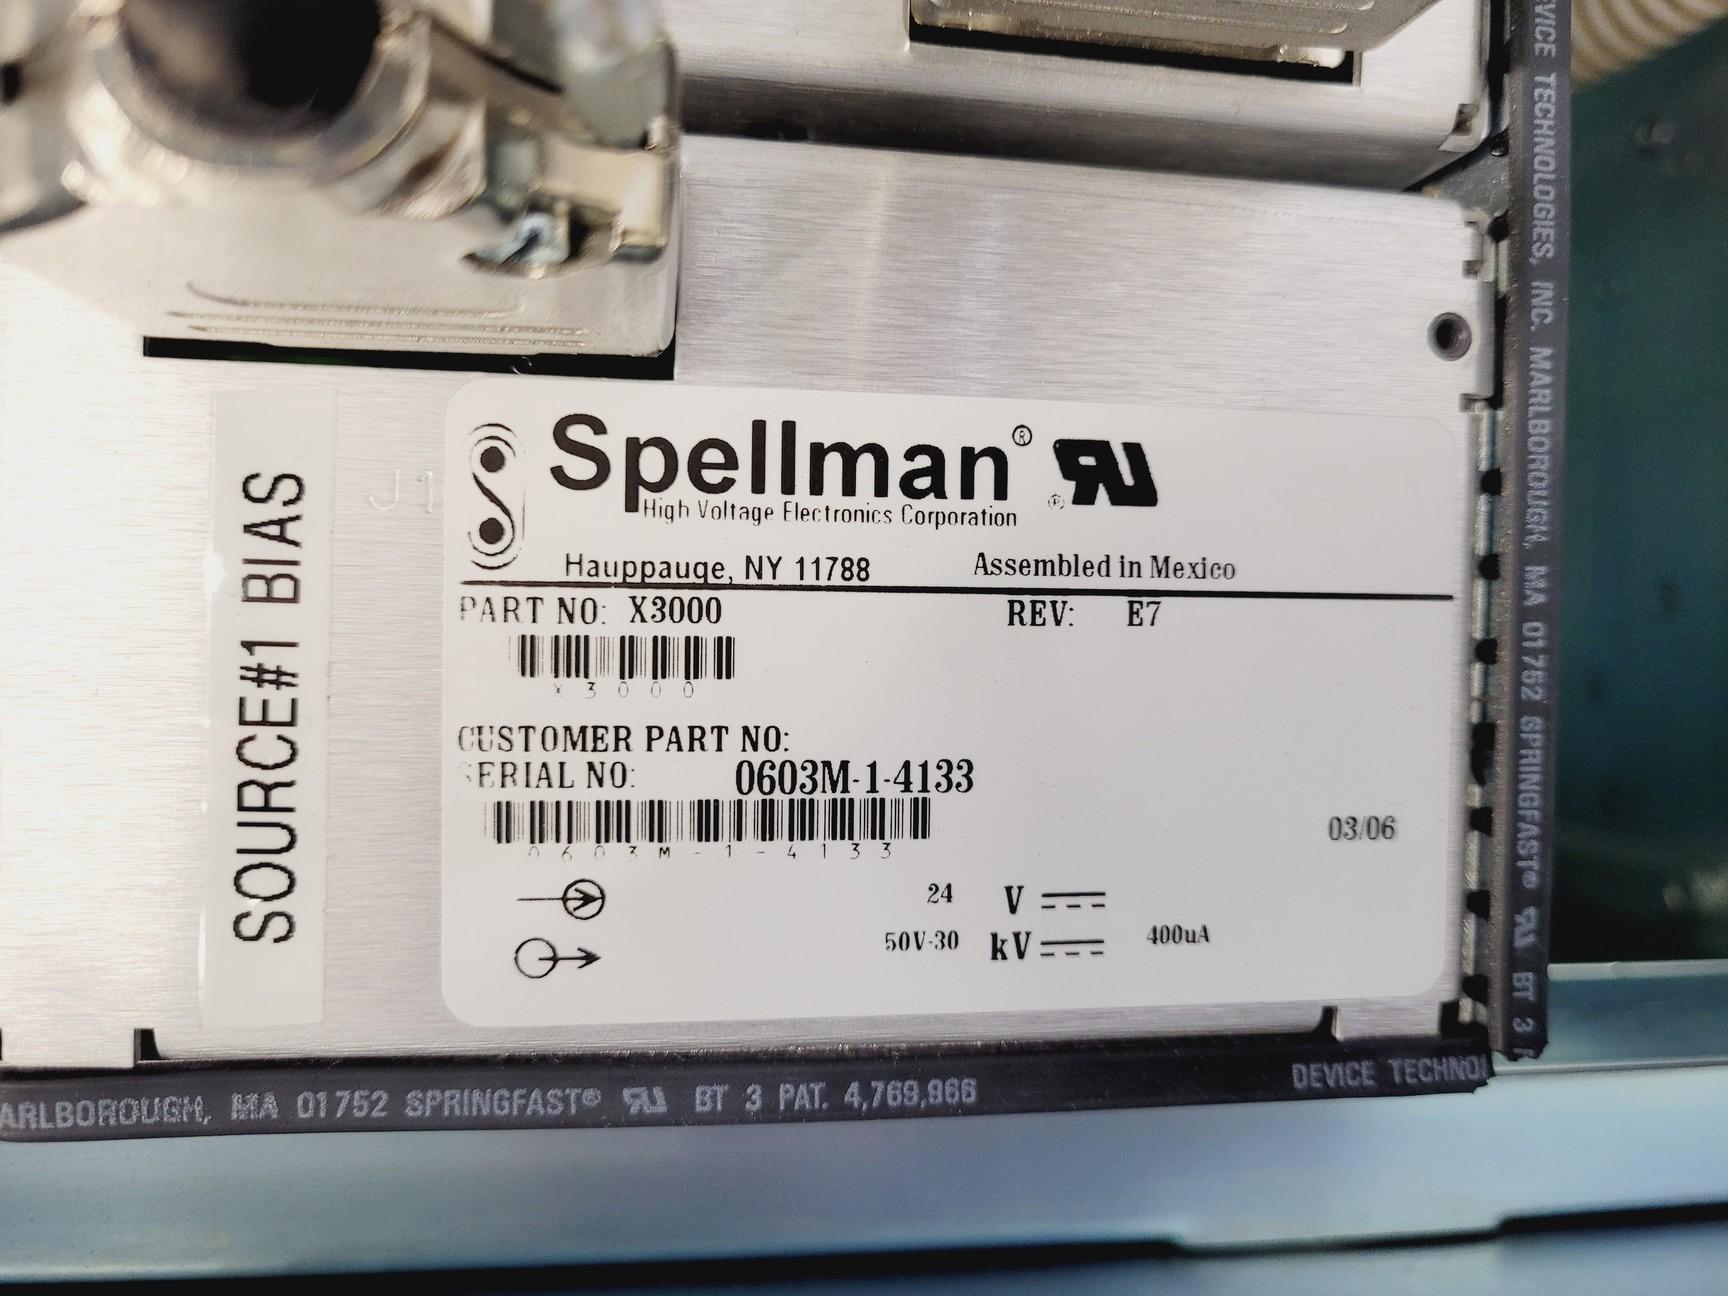 SOURCE#1 BIAS
J1
Spellman®
High Voltage Electronics Corporation
Hauppauge, NY 11788 Assembled in Mexico
PART NO: X3000 REV: E7
X3000
CUSTOMER PART NO:
SERIAL NO: 0603M-1-4133
0603M-1-4133
03/06
24 V
50V-30 kV 400uA
VICE TECHNOLOGIES, INC. MARLBOROUGH, MA 01752 SPRINGFAST® BT 3
ARLBOROUGH, MA 01752 SPRINGFAST® BT 3 PAT. 4,769,966 DEVICE TECHNOL